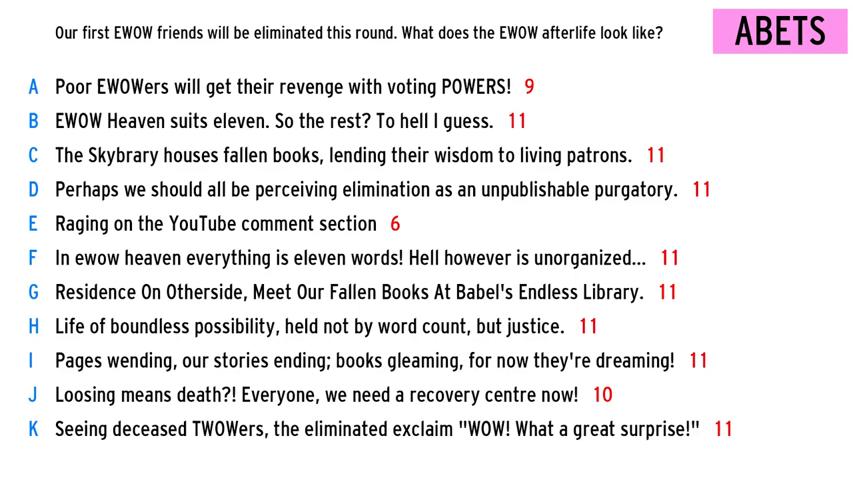 Our first EWOW friends will be eliminated this round. What does the EWOW afterlife look like?
ABETS
A Poor EWOWers will get their revenge with voting POWERS! 9
B EWOW Heaven suits eleven. So the rest? To hell I guess. 11
C The Skybrary houses fallen books, lending their wisdom to living patrons. 11
D Perhaps we should all be perceiving elimination as an unpublishable purgatory. 11
E Raging on the YouTube comment section 6
F In ewow heaven everything is eleven words! Hell however is unorganized... 11
G Residence On Otherside, Meet Our Fallen Books At Babel's Endless Library. 11
H Life of boundless possibility, held not by word count, but justice. 11
I Pages wending, our stories ending; books gleaming, for now they're dreaming! 11
J Loosing means death?! Everyone, we need a recovery centre now! 10
K Seeing deceased TWOWers, the eliminated exclaim "WOW! What a great surprise!" 11